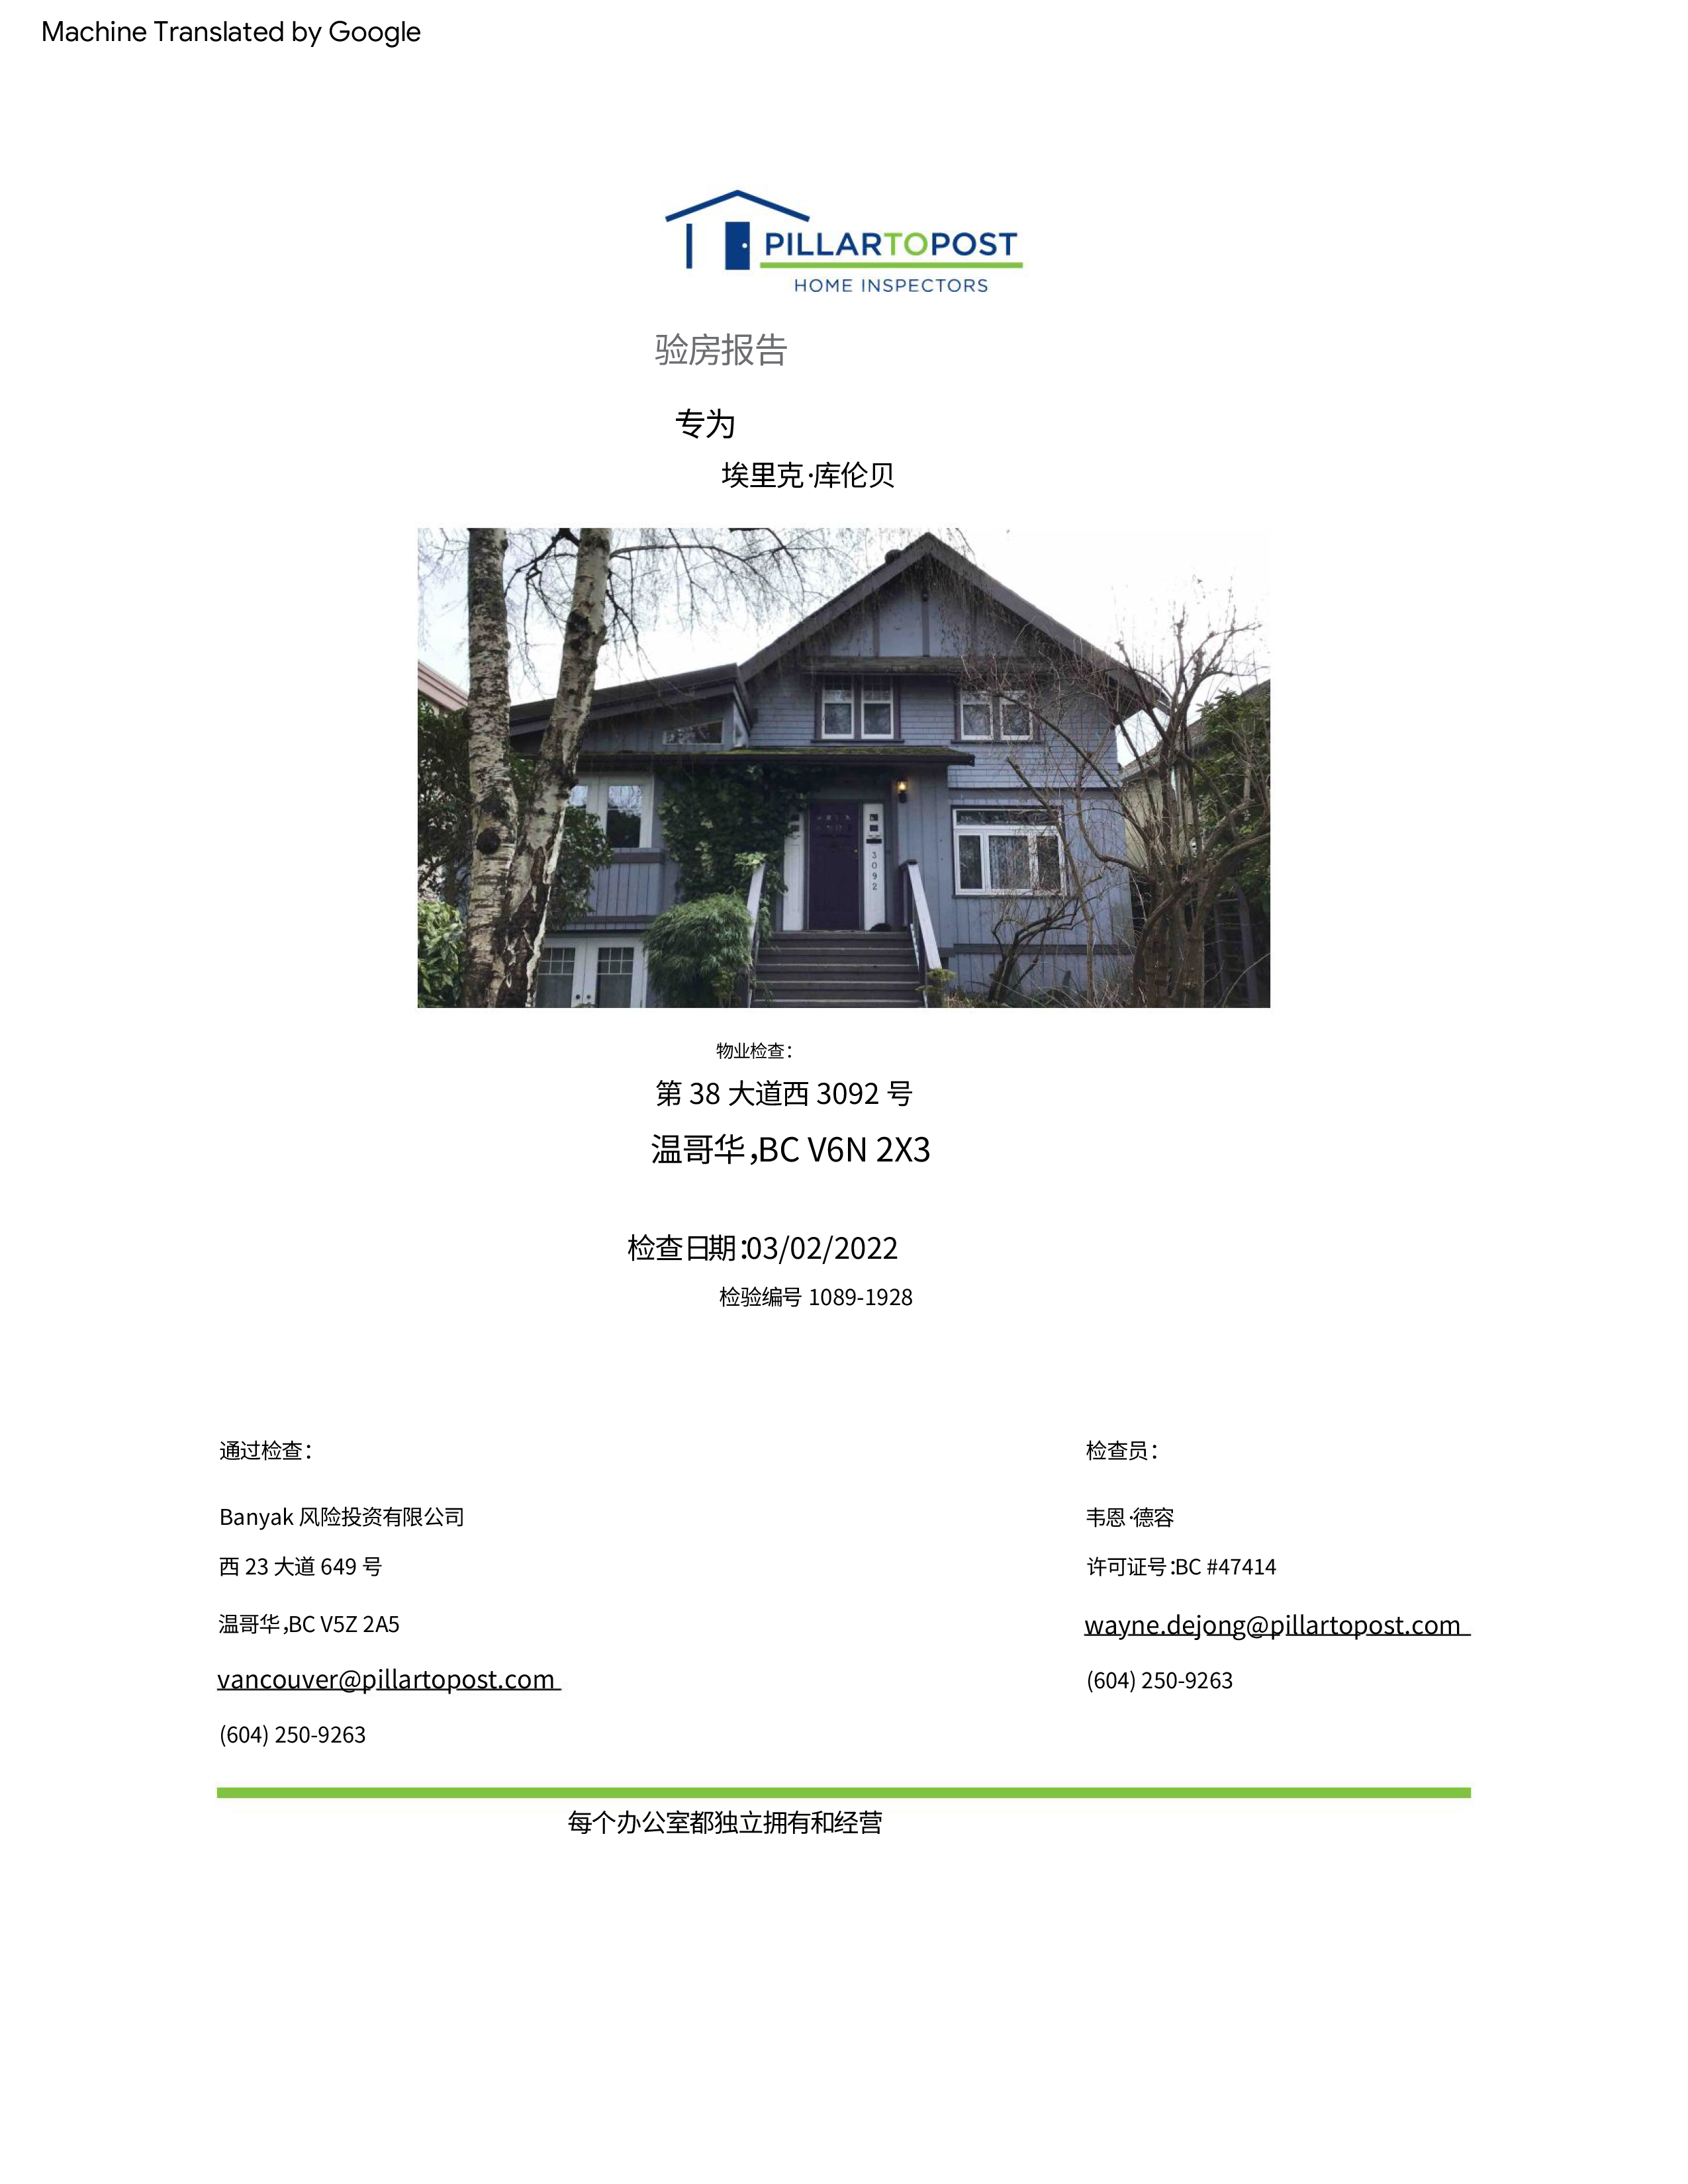 Machine Translated by Google
PILLARTOPOST
HOME INSPECTORS
验房报告
专为
埃里克·库伦贝
3092
物业检查：
第 38 大道西 3092 号
温哥华，BC V6N 2X3
检查日期：03/02/2022
检验编号 1089-1928
通过检查：
Banyak 风险投资有限公司
西 23 大道 649 号
温哥华，BC V5Z 2A5
vancouver@pillartopost.com
(604) 250-9263
检查员：
韦恩·德容
许可证号：BC #47414
wayne.dejong@pillartopost.com
(604) 250-9263
每个办公室都独立拥有和经营